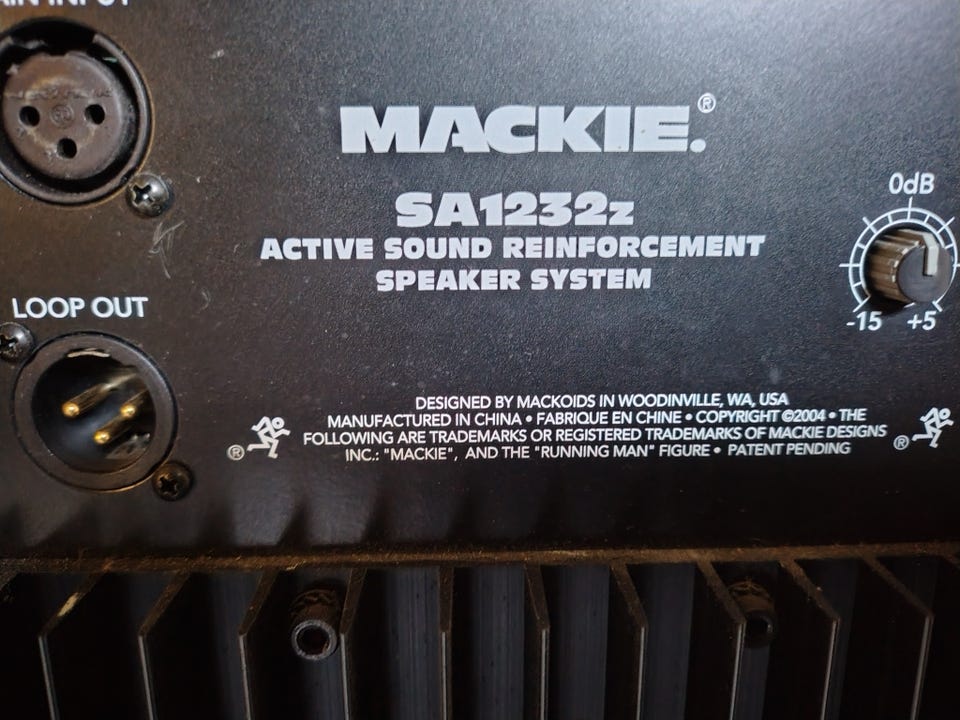 MAIN INPUT
MACKIE.®
SA1232z
ACTIVE SOUND REINFORCEMENT
SPEAKER SYSTEM
0dB
-15 +5
LOOP OUT
DESIGNED BY MACKOIDS IN WOODINVILLE, WA, USA
MANUFACTURED IN CHINA • FABRIQUE EN CHINE • COPYRIGHT ©2004 • THE
FOLLOWING ARE TRADEMARKS OR REGISTERED TRADEMARKS OF MACKIE DESIGNS
INC.: "MACKIE", AND THE "RUNNING MAN" FIGURE • PATENT PENDING
®
®